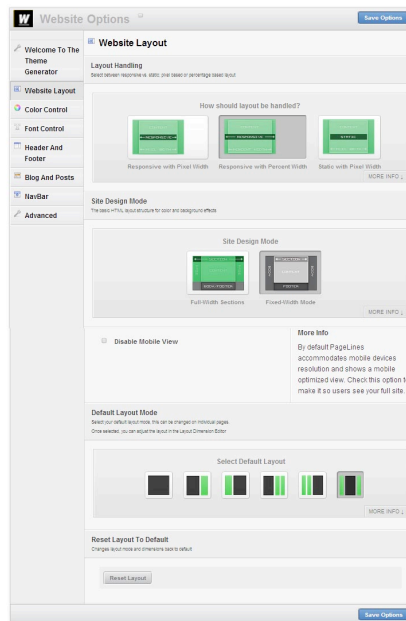 W Website Options
Save Options
Welcome To The
Theme
Generator
Website Layout
Color Control
Font Control
Header And
Footer
Blog And Posts
NavBar
Advanced
Website Layout
Layout Handling
Select between responsive vs. static, pixel based or percentage based layout
How should layout be handled?
Responsive with Pixel Width
Responsive with Percent Width
Static with Pixel Width
MORE INFO ↓
Site Design Mode
The basic HTML layout structure for color and background effects
Site Design Mode
FOOTER
Full-Width Sections
Fixed-Width Mode
MORE INFO ↓
Disable Mobile View
More Info
By default PageLines
accommodates mobile devices
resolution and shows a mobile
optimized view. Check this option t
make it so users see your full site.
Default Layout Mode
Select your default layout mode, this can be changed on individual pages.
Once selected, you can adjust the layout in the Layout Dimension Editor
Select Default Layout
MORE INFO ↓
Reset Layout To Default
Changes layout mode and dimensions back to default
Reset Layout
Save Options